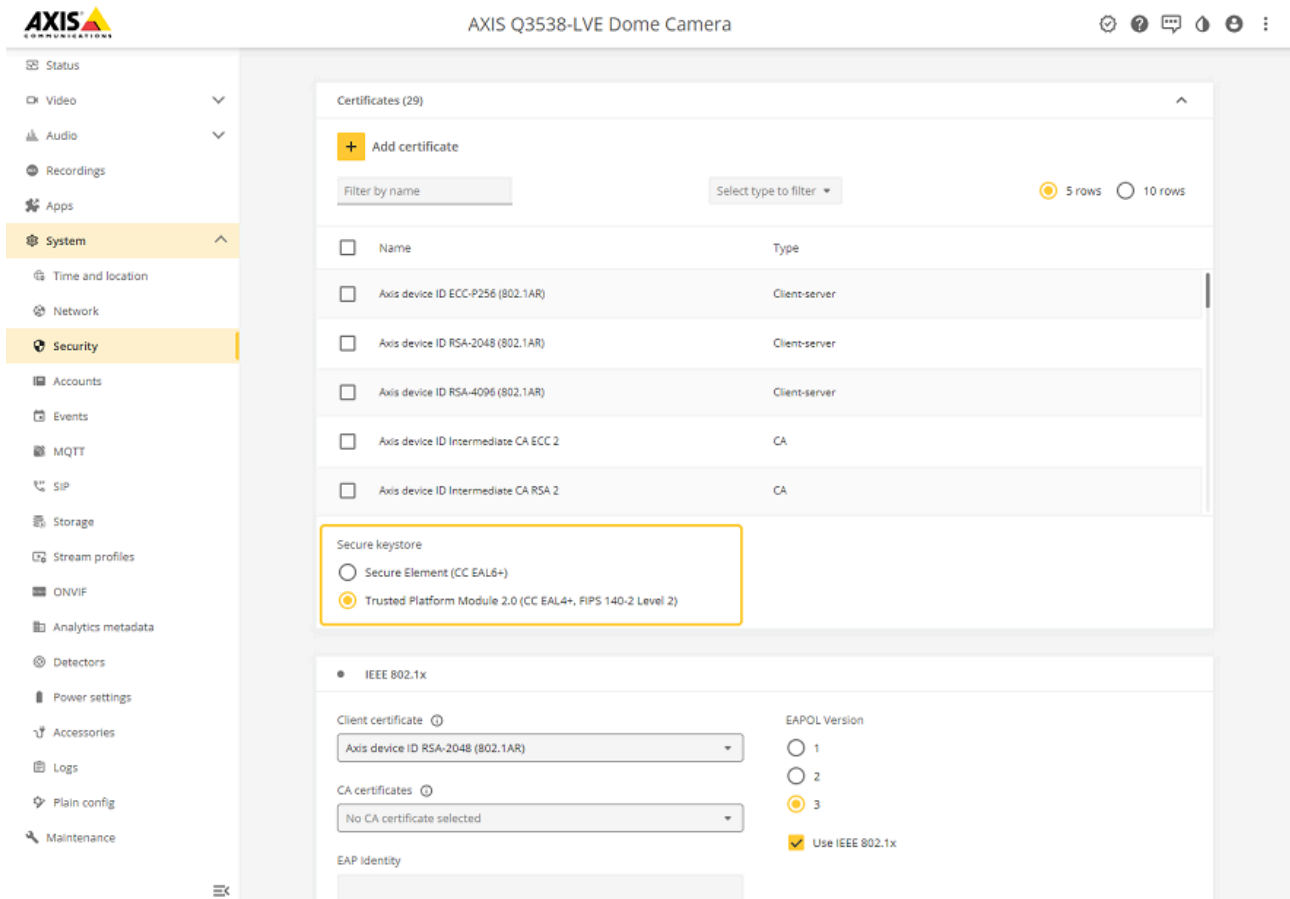 AXIS
COMMUNICATIONS
AXIS Q3538-LVE Dome Camera
Status
Video
Audio
Recordings
Apps
System
Time and location
Network
Security
Accounts
Events
MQTT
SIP
Storage
Stream profiles
ONVIF
Analytics metadata
Detectors
Power settings
Accessories
Logs
Plain config
Maintenance
Certificates (29)
+ Add certificate
Filter by name
Select type to filter
5 rows 10 rows
Name Type
Axis device ID ECC-P256 (802.1AR) Client-server
Axis device ID RSA-2048 (802.1AR) Client-server
Axis device ID RSA-4096 (802.1AR) Client-server
Axis device ID Intermediate CA ECC 2 CA
Axis device ID Intermediate CA RSA 2 CA
Secure keystore
Secure Element (CC EAL6+)
Trusted Platform Module 2.0 (CC EAL4+, FIPS 140-2 Level 2)
IEEE 802.1x
Client certificate
Axis device ID RSA-2048 (802.1AR)
CA certificates
No CA certificate selected
EAP Identity
EAPOL Version
1
2
3
Use IEEE 802.1x